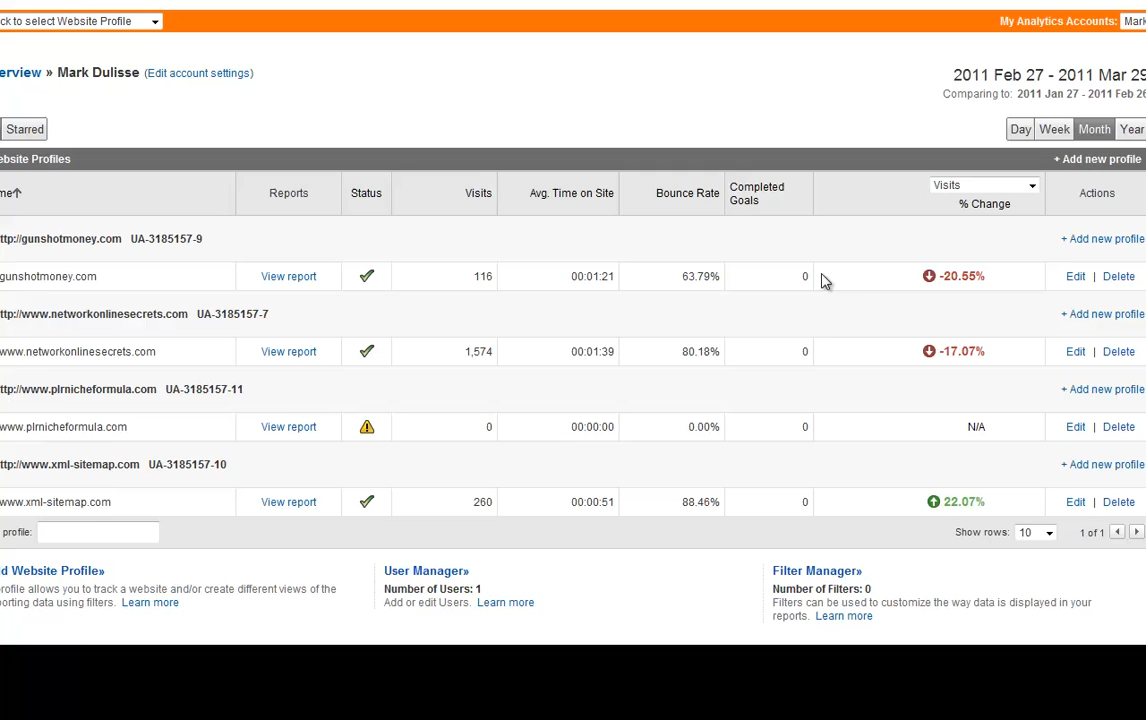 ck to select Website Profile My Analytics Accounts: Mark
erview » Mark Dulisse (Edit account settings) 2011 Feb 27 - 2011 Mar 29
Comparing to: 2011 Jan 27 - 2011 Feb 26
Starred Day Week Month Year
ebsite Profiles + Add new profile
me↑ Reports Status Visits Avg. Time on Site Bounce Rate Completed Goals Visits % Change Actions
ttp://gunshotmoney.com UA-3185157-9 + Add new profile
gunshotmoney.com View report 116 00:01:21 63.79% 0 -20.55% Edit | Delete
ttp://www.networkonlinesecrets.com UA-3185157-7 + Add new profile
www.networkonlinesecrets.com View report 1,574 00:01:39 80.18% 0 -17.07% Edit | Delete
ttp://www.plrnicheformula.com UA-3185157-11 + Add new profile
www.plrnicheformula.com View report 0 00:00:00 0.00% 0 N/A Edit | Delete
ttp://www.xml-sitemap.com UA-3185157-10 + Add new profile
www.xml-sitemap.com View report 260 00:00:51 88.46% 0 22.07% Edit | Delete
profile: Show rows: 10 1 of 1
d Website Profile»
rofile allows you to track a website and/or create different views of the
orting data using filters. Learn more
User Manager»
Number of Users: 1
Add or edit Users. Learn more
Filter Manager»
Number of Filters: 0
Filters can be used to customize the way data is displayed in your
reports. Learn more